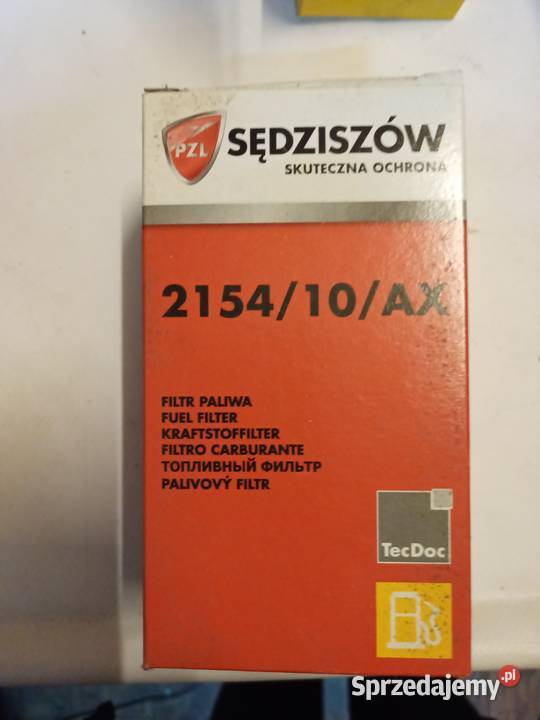 PZL
SĘDZISZÓW
SKUTECZNA OCHRONA
2154/10/AX
FILTR PALIWA
FUEL FILTER
KRAFTSTOFFILTER
FILTRO CARBURANTE
ТОПЛИВНЫЙ ФИЛЬТР
PALIVOVÝ FILTR
TecDoc
Sprzedajemy.pl